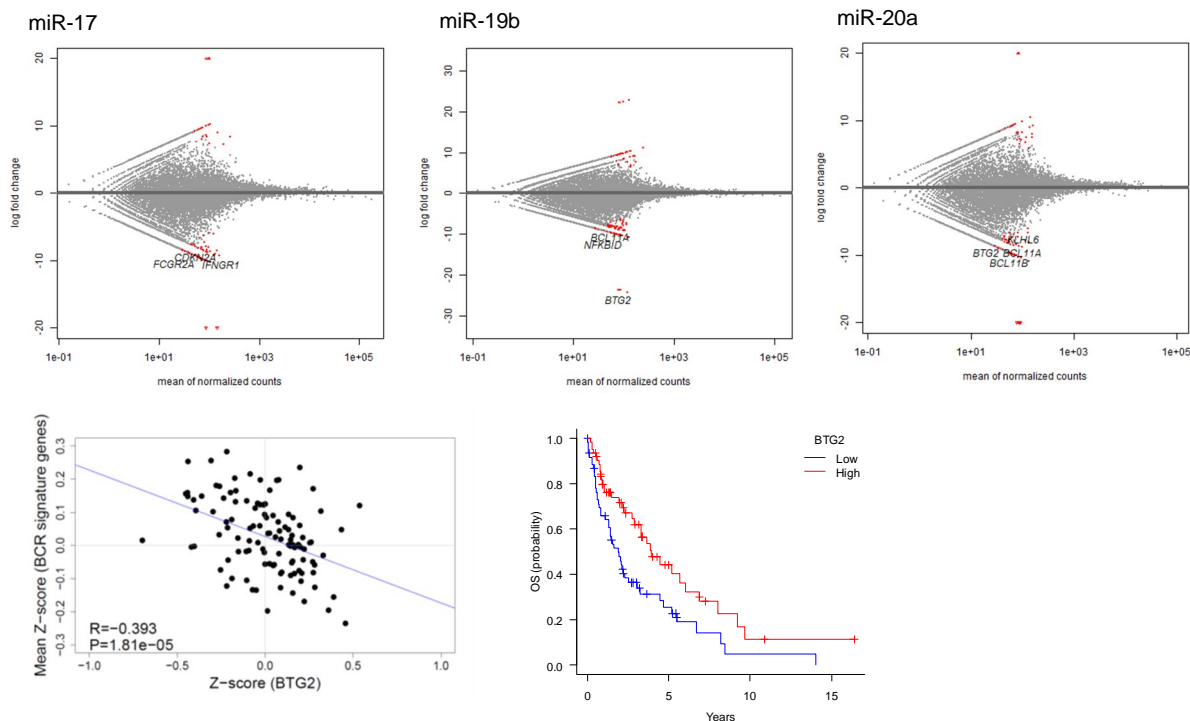 miR-17
miR-19b
miR-20a
log fold change
20
10
0
-10
-20
CDKN2A
FCGR2A IFNGR1
1e-01 1e+01 1e+03 1e+05
mean of normalized counts
log fold change
30
20
10
0
-10
-20
-30
BCL11A
NFKBID
BTG2
1e-01 1e+01 1e+03 1e+05
mean of normalized counts
log fold change
20
10
0
-10
-20
KLHL6
BTG2 BCL11A
BCL11B
1e-01 1e+01 1e+03 1e+05
mean of normalized counts
Mean Z-score (BCR signature genes)
0.3
0.2
0.1
0.0
−0.1
−0.2
−0.3
R=−0.393
P=1.81e−05
−1.0 −0.5 0.0 0.5 1.0
Z-score (BTG2)
OS (probability)
1.0
0.8
0.6
0.4
0.2
0.0
0 5 10 15
Years
BTG2
Low
High